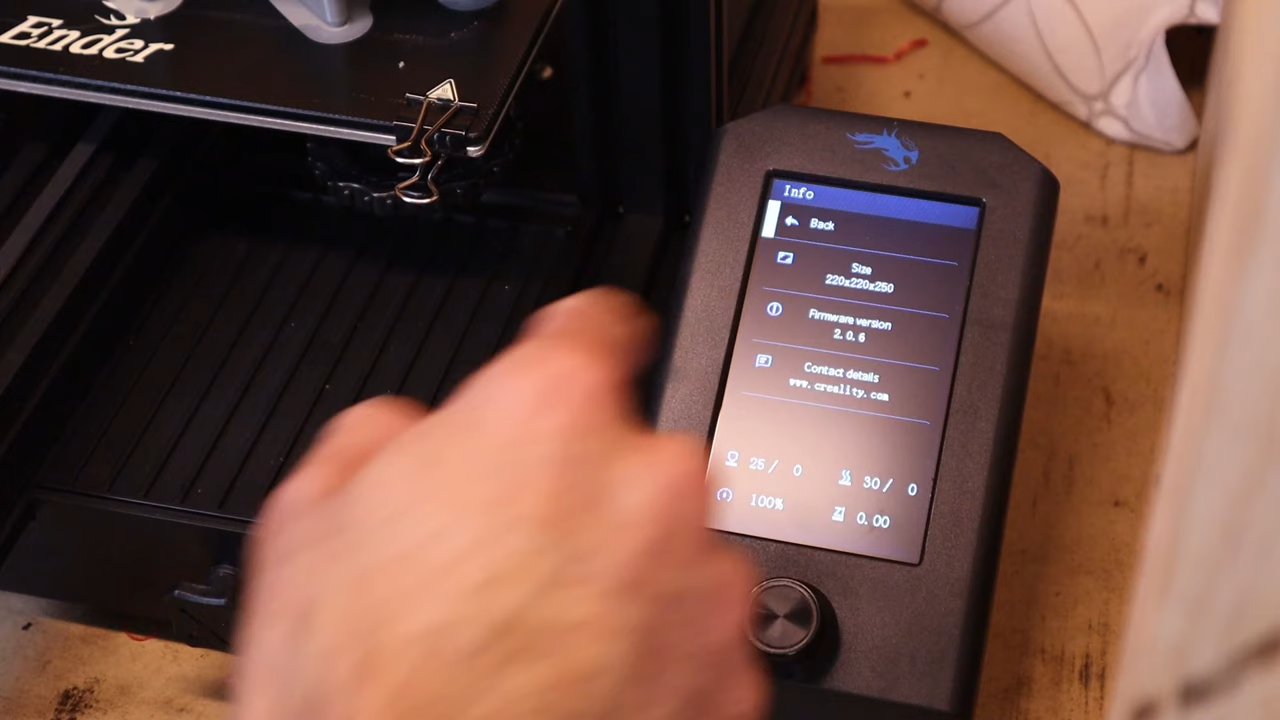 Ender
Info
Back
Size
220x220x250
Firmware version
2.0.6
Contact details
www.creality.com
25 / 0
30 / 0
100%
0.00